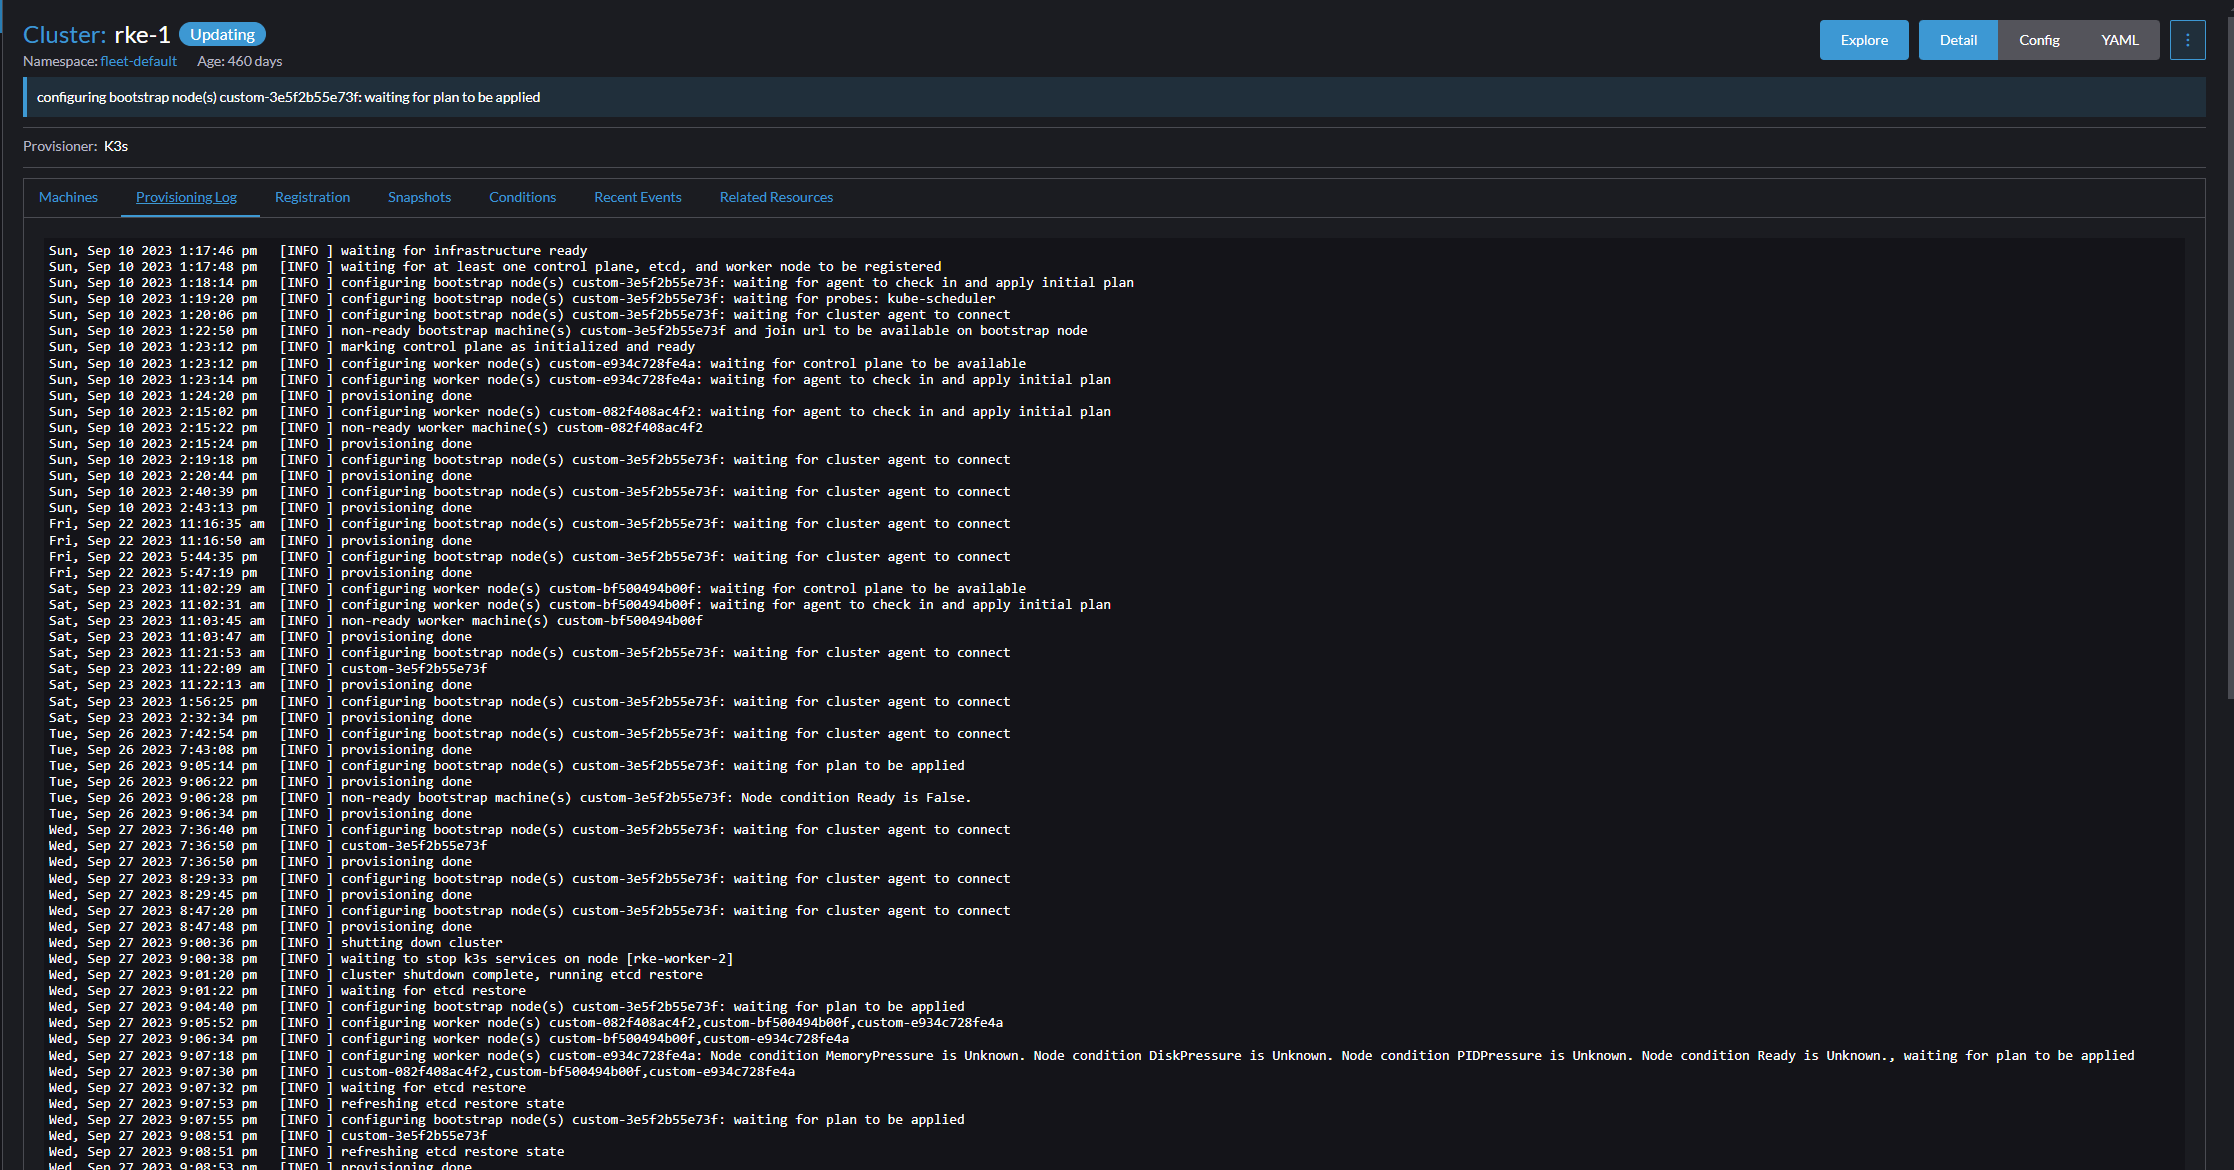 Cluster: rke-1 Updating
Namespace: fleet-default Age: 460 days
Explore Detail Config YAML
configuring bootstrap node(s) custom-3e5f2b55e73f: waiting for plan to be applied
Provisioner: K3s
Machines Provisioning Log Registration Snapshots Conditions Recent Events Related Resources
Sun, Sep 10 2023 1:17:46 pm [INFO ] waiting for infrastructure ready
Sun, Sep 10 2023 1:17:48 pm [INFO ] waiting for at least one control plane, etcd, and worker node to be registered
Sun, Sep 10 2023 1:18:14 pm [INFO ] configuring bootstrap node(s) custom-3e5f2b55e73f: waiting for agent to check in and apply initial plan
Sun, Sep 10 2023 1:19:20 pm [INFO ] configuring bootstrap node(s) custom-3e5f2b55e73f: waiting for probes: kube-scheduler
Sun, Sep 10 2023 1:20:06 pm [INFO ] configuring bootstrap node(s) custom-3e5f2b55e73f: waiting for cluster agent to connect
Sun, Sep 10 2023 1:22:50 pm [INFO ] non-ready bootstrap machine(s) custom-3e5f2b55e73f and join url to be available on bootstrap node
Sun, Sep 10 2023 1:23:12 pm [INFO ] marking control plane as initialized and ready
Sun, Sep 10 2023 1:23:12 pm [INFO ] configuring worker node(s) custom-e934c728fe4a: waiting for control plane to be available
Sun, Sep 10 2023 1:23:14 pm [INFO ] configuring worker node(s) custom-e934c728fe4a: waiting for agent to check in and apply initial plan
Sun, Sep 10 2023 1:24:20 pm [INFO ] provisioning done
Sun, Sep 10 2023 2:15:02 pm [INFO ] configuring worker node(s) custom-082f408ac4f2: waiting for agent to check in and apply initial plan
Sun, Sep 10 2023 2:15:22 pm [INFO ] non-ready worker machine(s) custom-082f408ac4f2
Sun, Sep 10 2023 2:15:24 pm [INFO ] provisioning done
Sun, Sep 10 2023 2:19:18 pm [INFO ] configuring bootstrap node(s) custom-3e5f2b55e73f: waiting for cluster agent to connect
Sun, Sep 10 2023 2:20:44 pm [INFO ] provisioning done
Sun, Sep 10 2023 2:40:39 pm [INFO ] configuring bootstrap node(s) custom-3e5f2b55e73f: waiting for cluster agent to connect
Sun, Sep 10 2023 2:43:13 pm [INFO ] provisioning done
Fri, Sep 22 2023 11:16:35 am [INFO ] configuring bootstrap node(s) custom-3e5f2b55e73f: waiting for cluster agent to connect
Fri, Sep 22 2023 11:16:50 am [INFO ] provisioning done
Fri, Sep 22 2023 5:44:35 pm [INFO ] configuring bootstrap node(s) custom-3e5f2b55e73f: waiting for cluster agent to connect
Fri, Sep 22 2023 5:47:19 pm [INFO ] provisioning done
Sat, Sep 23 2023 11:02:29 am [INFO ] configuring worker node(s) custom-bf500494b00f: waiting for control plane to be available
Sat, Sep 23 2023 11:02:31 am [INFO ] configuring worker node(s) custom-bf500494b00f: waiting for agent to check in and apply initial plan
Sat, Sep 23 2023 11:03:45 am [INFO ] non-ready worker machine(s) custom-bf500494b00f
Sat, Sep 23 2023 11:03:47 am [INFO ] provisioning done
Sat, Sep 23 2023 11:21:53 am [INFO ] configuring bootstrap node(s) custom-3e5f2b55e73f: waiting for cluster agent to connect
Sat, Sep 23 2023 11:22:09 am [INFO ] custom-3e5f2b55e73f
Sat, Sep 23 2023 11:22:13 am [INFO ] provisioning done
Sat, Sep 23 2023 1:56:25 pm [INFO ] configuring bootstrap node(s) custom-3e5f2b55e73f: waiting for cluster agent to connect
Sat, Sep 23 2023 2:32:34 pm [INFO ] provisioning done
Tue, Sep 26 2023 7:42:54 pm [INFO ] configuring bootstrap node(s) custom-3e5f2b55e73f: waiting for cluster agent to connect
Tue, Sep 26 2023 7:43:08 pm [INFO ] provisioning done
Tue, Sep 26 2023 9:05:14 pm [INFO ] configuring bootstrap node(s) custom-3e5f2b55e73f: waiting for plan to be applied
Tue, Sep 26 2023 9:06:22 pm [INFO ] provisioning done
Tue, Sep 26 2023 9:06:28 pm [INFO ] non-ready bootstrap machine(s) custom-3e5f2b55e73f: Node condition Ready is False.
Tue, Sep 26 2023 9:06:34 pm [INFO ] provisioning done
Wed, Sep 27 2023 7:36:40 pm [INFO ] configuring bootstrap node(s) custom-3e5f2b55e73f: waiting for cluster agent to connect
Wed, Sep 27 2023 7:36:50 pm [INFO ] custom-3e5f2b55e73f
Wed, Sep 27 2023 7:36:50 pm [INFO ] provisioning done
Wed, Sep 27 2023 8:29:33 pm [INFO ] configuring bootstrap node(s) custom-3e5f2b55e73f: waiting for cluster agent to connect
Wed, Sep 27 2023 8:29:45 pm [INFO ] provisioning done
Wed, Sep 27 2023 8:47:20 pm [INFO ] configuring bootstrap node(s) custom-3e5f2b55e73f: waiting for cluster agent to connect
Wed, Sep 27 2023 8:47:48 pm [INFO ] provisioning done
Wed, Sep 27 2023 9:00:36 pm [INFO ] shutting down cluster
Wed, Sep 27 2023 9:00:38 pm [INFO ] waiting to stop k3s services on node [rke-worker-2]
Wed, Sep 27 2023 9:01:20 pm [INFO ] cluster shutdown complete, running etcd restore
Wed, Sep 27 2023 9:01:22 pm [INFO ] waiting for etcd restore
Wed, Sep 27 2023 9:04:40 pm [INFO ] configuring bootstrap node(s) custom-3e5f2b55e73f: waiting for plan to be applied
Wed, Sep 27 2023 9:05:52 pm [INFO ] configuring worker node(s) custom-082f408ac4f2,custom-bf500494b00f,custom-e934c728fe4a
Wed, Sep 27 2023 9:06:34 pm [INFO ] configuring worker node(s) custom-bf500494b00f,custom-e934c728fe4a
Wed, Sep 27 2023 9:07:18 pm [INFO ] configuring worker node(s) custom-e934c728fe4a: Node condition MemoryPressure is Unknown. Node condition DiskPressure is Unknown. Node condition PIDPressure is Unknown. Node condition Ready is Unknown., waiting for plan to be applied
Wed, Sep 27 2023 9:07:30 pm [INFO ] custom-082f408ac4f2,custom-bf500494b00f,custom-e934c728fe4a
Wed, Sep 27 2023 9:07:32 pm [INFO ] waiting for etcd restore
Wed, Sep 27 2023 9:07:53 pm [INFO ] refreshing etcd restore state
Wed, Sep 27 2023 9:07:55 pm [INFO ] configuring bootstrap node(s) custom-3e5f2b55e73f: waiting for plan to be applied
Wed, Sep 27 2023 9:08:51 pm [INFO ] custom-3e5f2b55e73f
Wed, Sep 27 2023 9:08:51 pm [INFO ] refreshing etcd restore state
Wed, Sep 27 2023 9:08:53 pm [INFO ] provisioning done